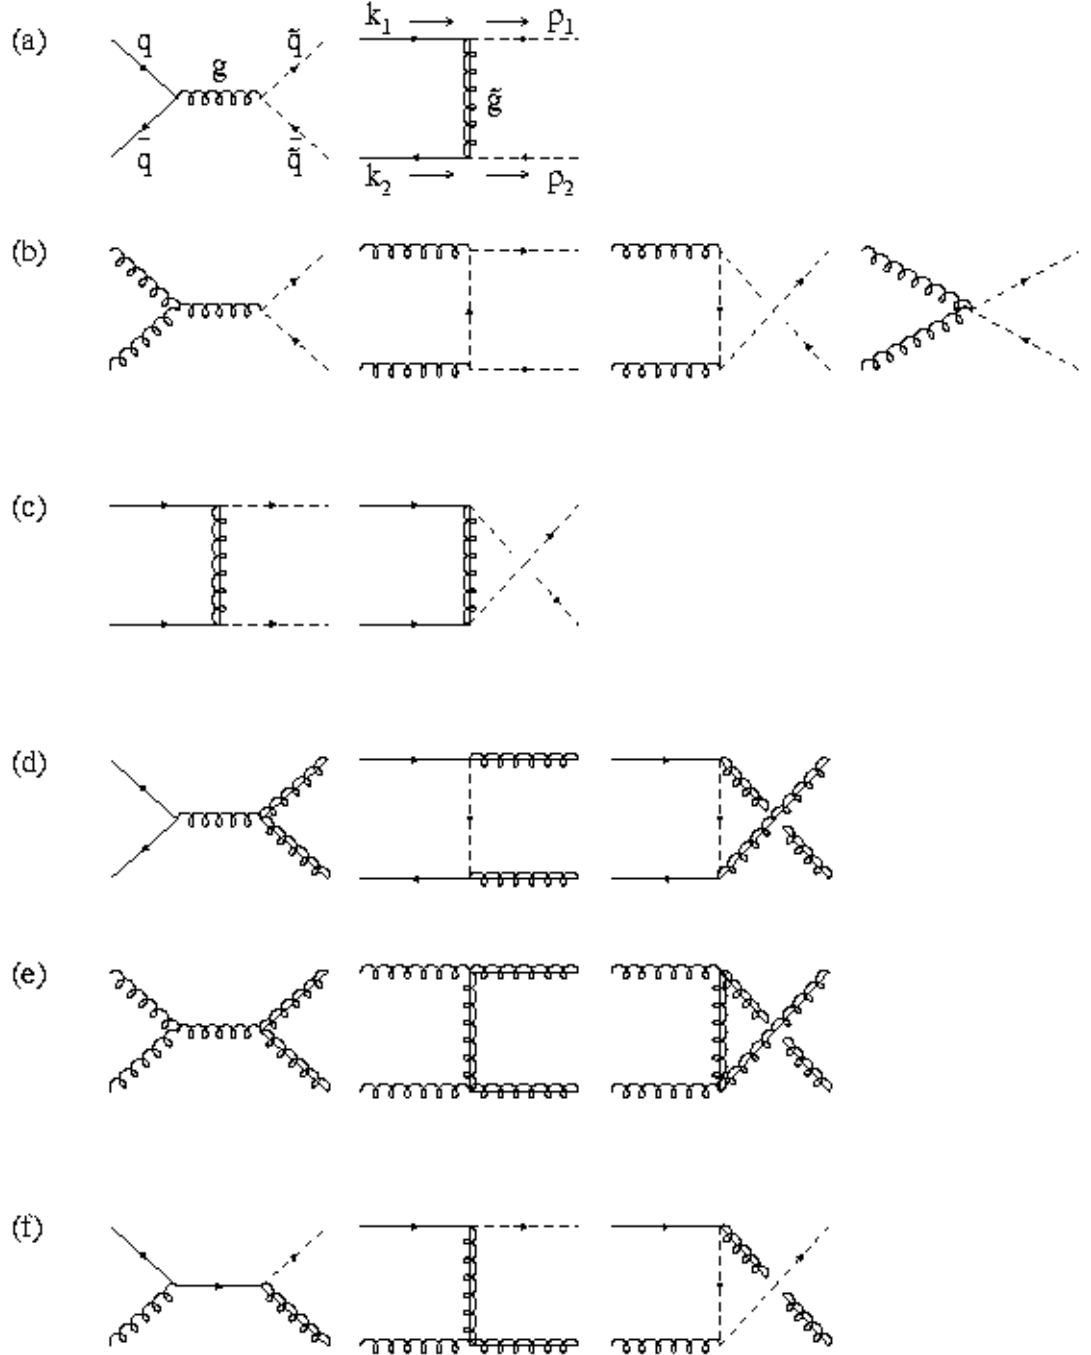 (a) q g q̃ k₁ p₁
q̄ q̃̄ g̃ k₂ p₂
(b)
(c)
(d)
(e)
(f)